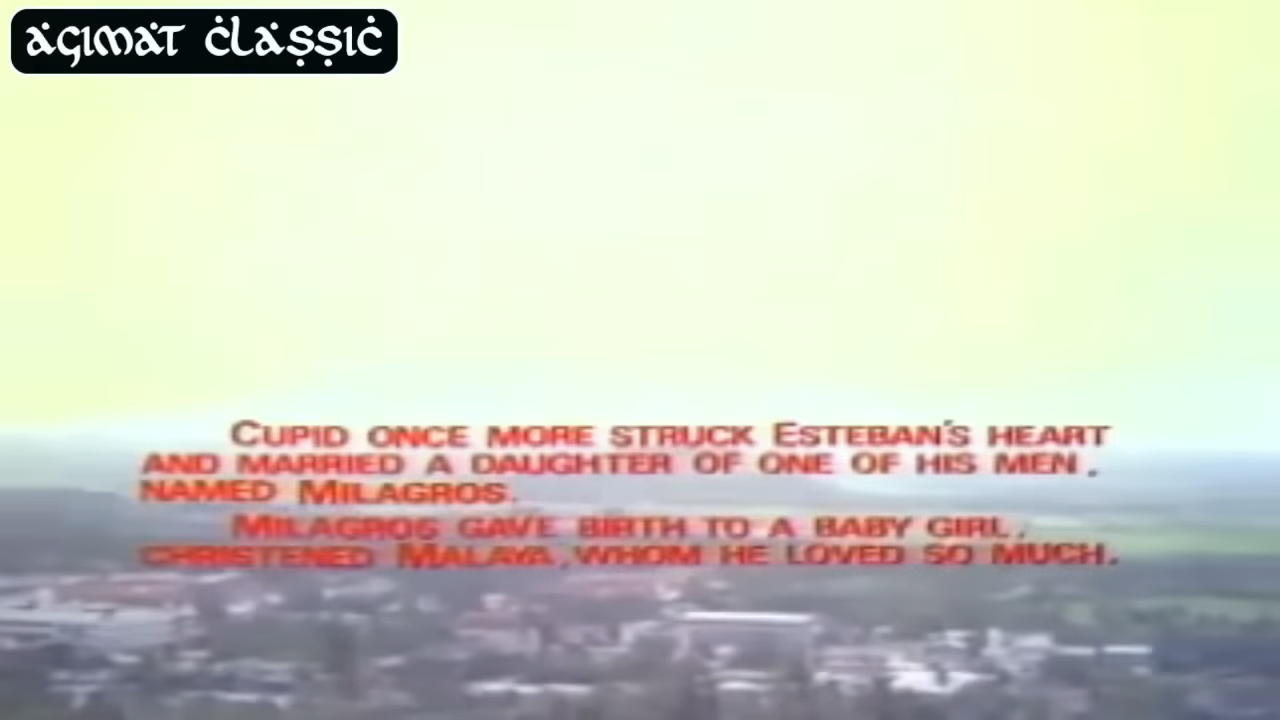 AGIMAT CLASSIC
CUPID ONCE MORE STRUCK ESTEBAN'S HEART
AND MARRIED A DAUGHTER OF ONE OF HIS MEN,
NAMED MILAGROS.
MILAGROS GAVE BIRTH TO A BABY GIRL,
CHRISTENED MALAYA, WHOM HE LOVED SO MUCH.